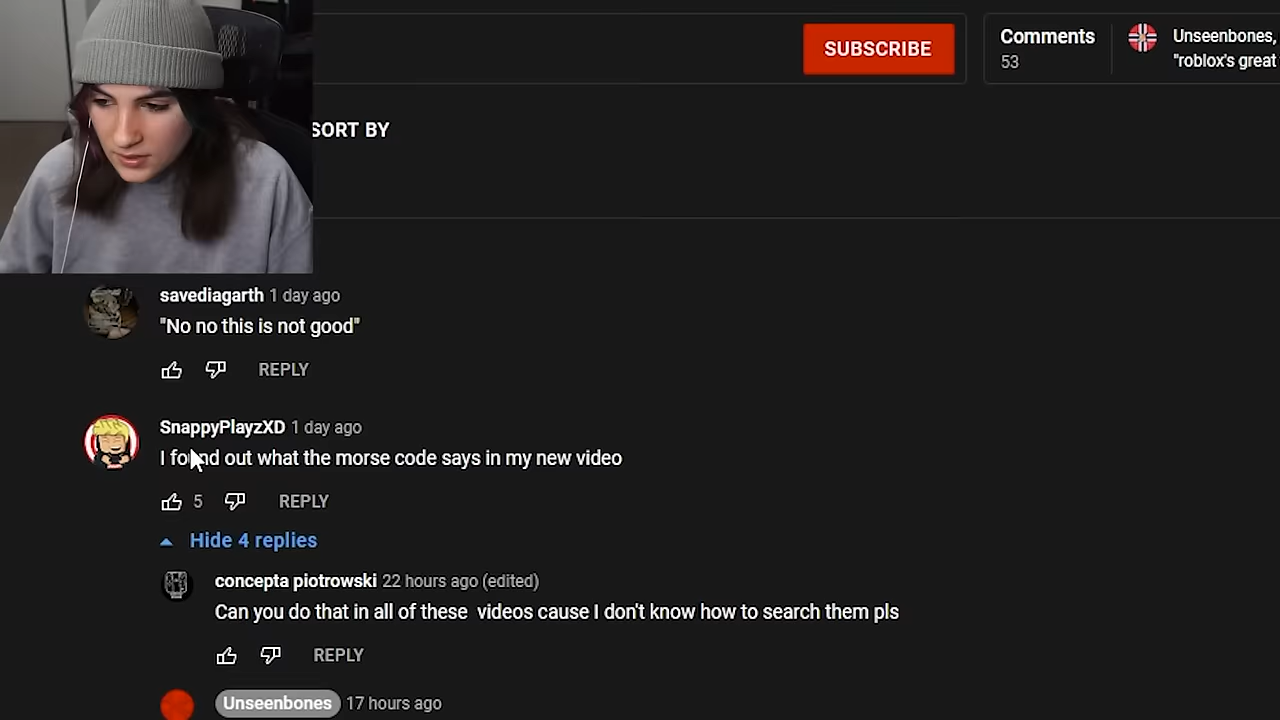 SUBSCRIBE
Comments
53
Unseenbones,
"roblox's great
SORT BY
savediagarth 1 day ago
"No no this is not good"
REPLY
SnappyPlayzXD 1 day ago
I found out what the morse code says in my new video
5 REPLY
Hide 4 replies
concepta piotrowski 22 hours ago (edited)
Can you do that in all of these videos cause I don't know how to search them pls
REPLY
Unseenbones 17 hours ago